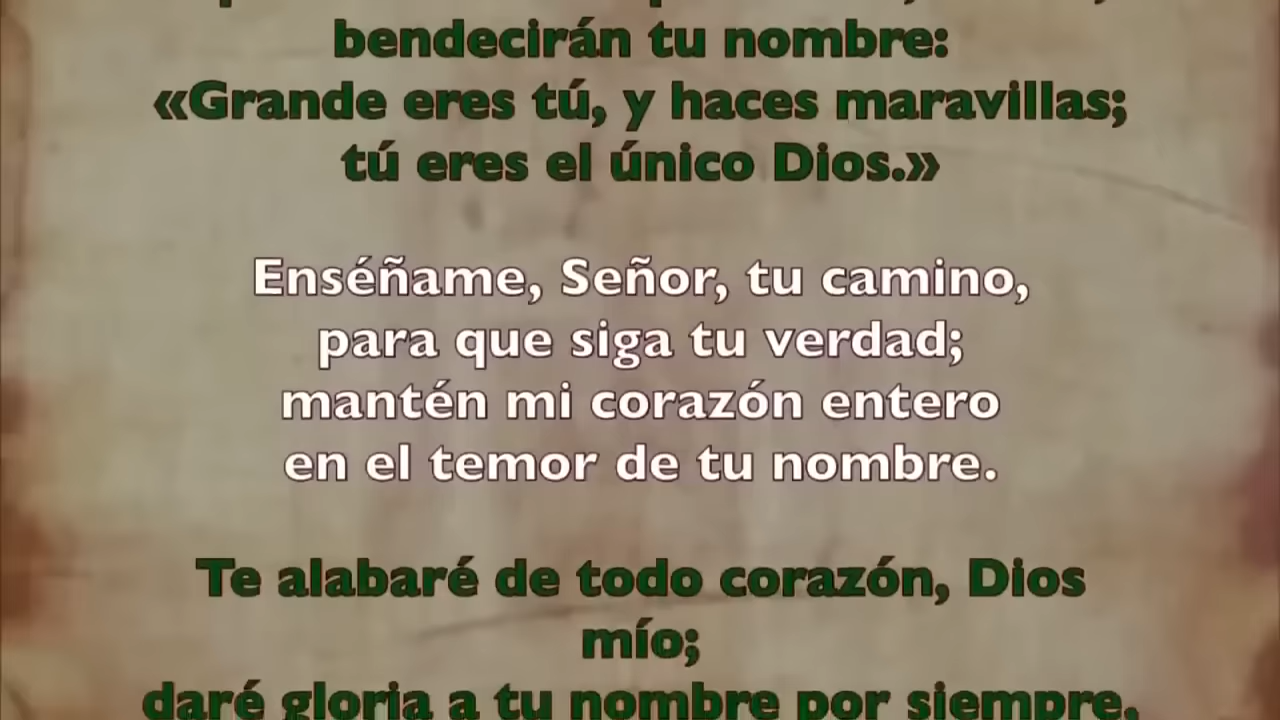 bendecirán tu nombre:
«Grande eres tú, y haces maravillas;
tú eres el único Dios.»
Enséñame, Señor, tu camino,
para que siga tu verdad;
mantén mi corazón entero
en el temor de tu nombre.
Te alabaré de todo corazón, Dios
mío;
daré gloria a tu nombre por siempre,